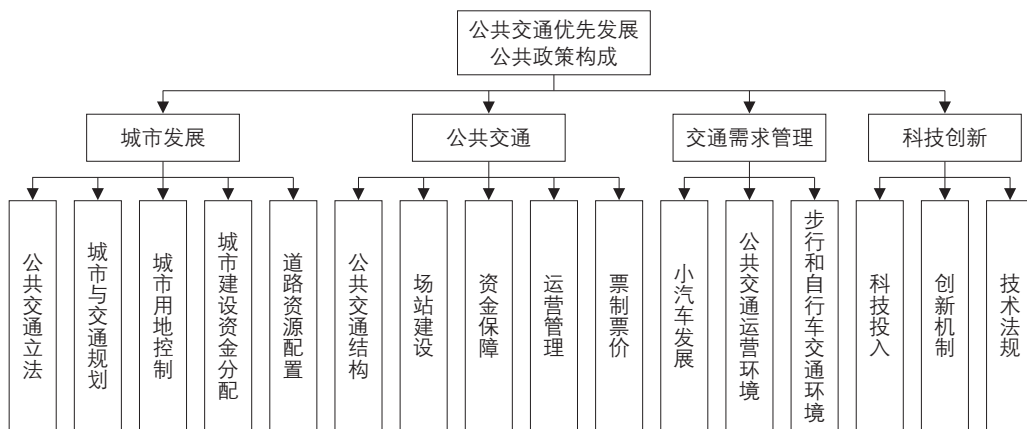 公共交通优先发展
公共政策构成
城市发展
公共交通
交通需求管理
科技创新
公共交通立法
城市与交通规划
城市用地控制
城市建设资金分配
道路资源配置
公共交通结构
场站建设
资金保障
运营管理
票制票价
小汽车发展
公共交通运营环境
步行和自行车交通环境
科技投入
创新机制
技术法规